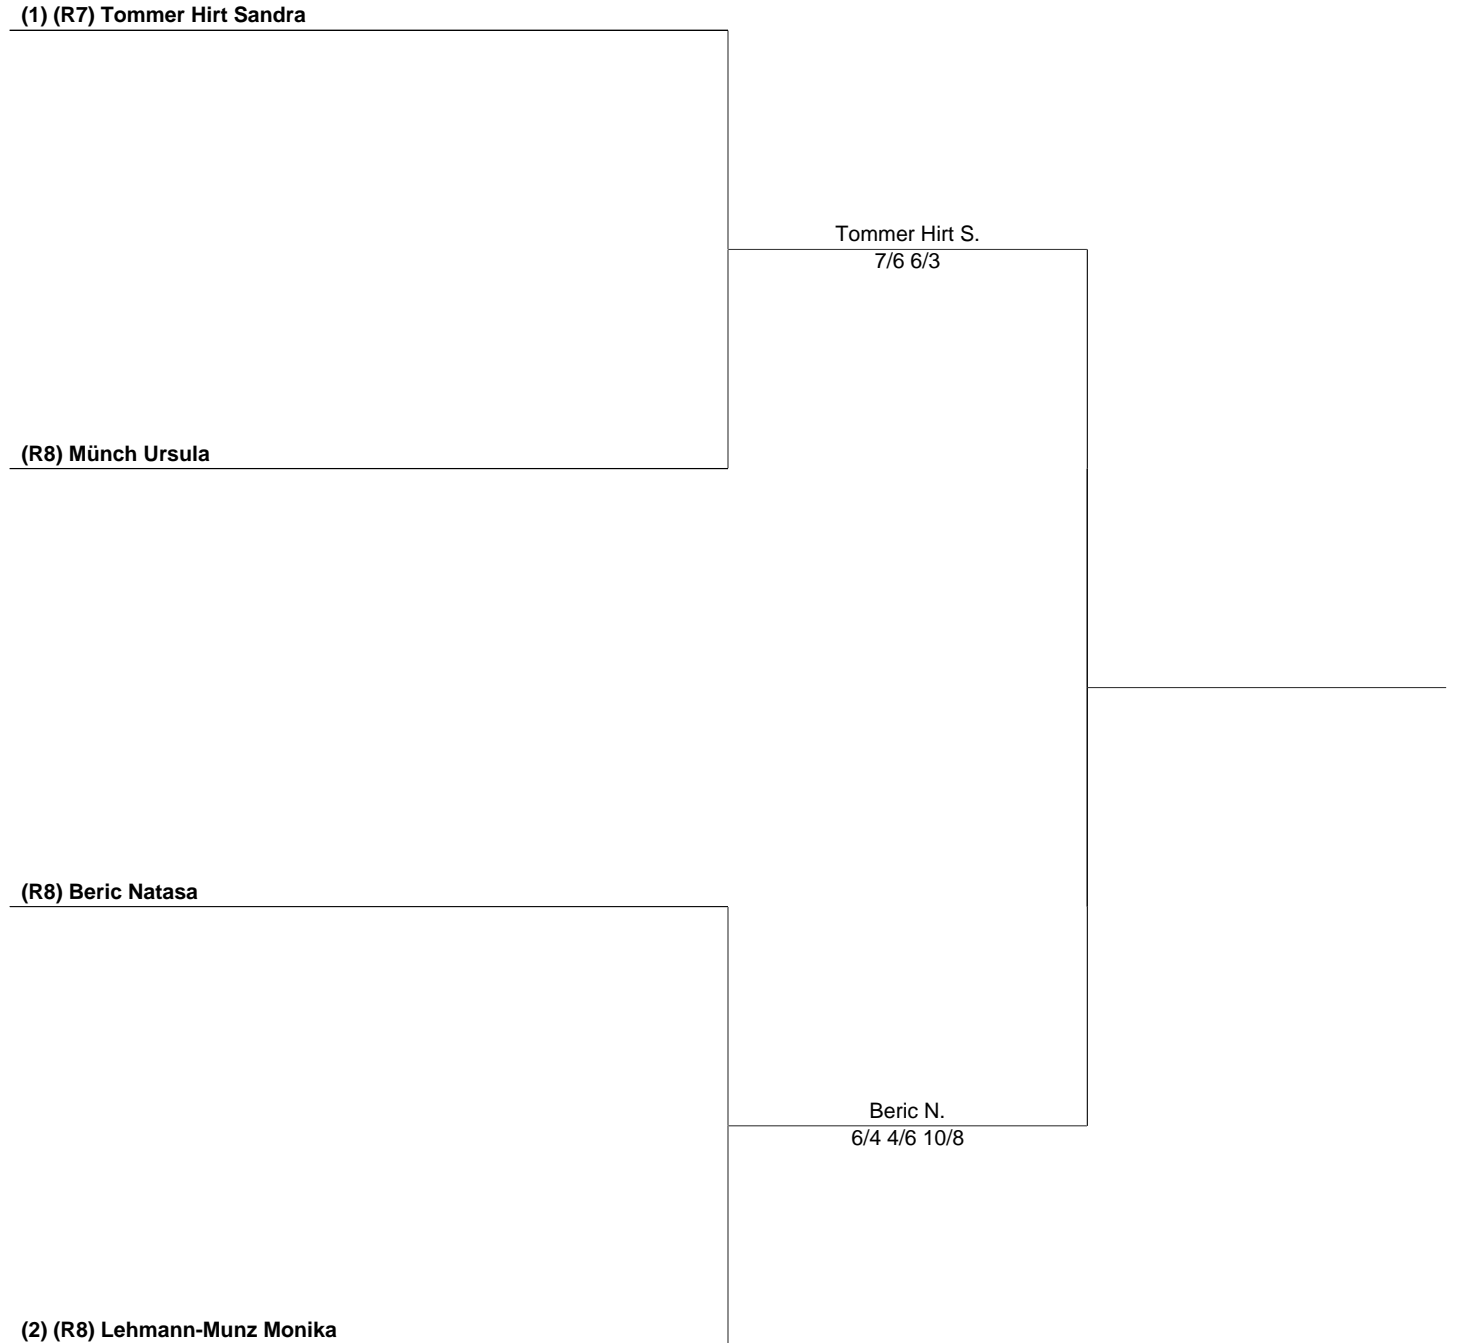 (1) (R7) Tommer Hirt Sandra
Tommer Hirt S.
7/6 6/3
(R8) Münch Ursula
(R8) Beric Natasa
Beric N.
6/4 4/6 10/8
(2) (R8) Lehmann-Munz Monika